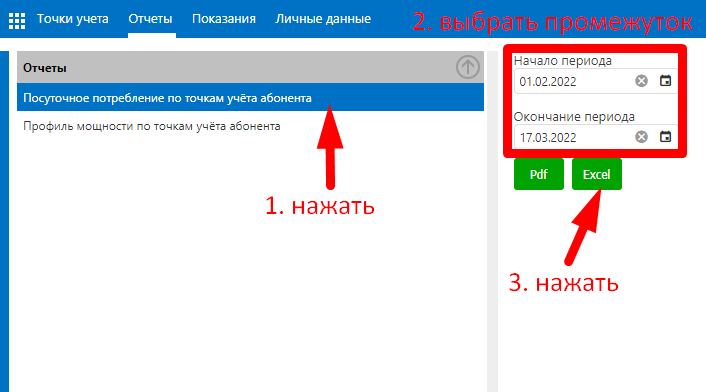 Точки учета Отчеты Показания Личные данные
2. выбрать промежуток
Отчеты
Посуточное потребление по точкам учёта абонента
Профиль мощности по точкам учёта абонента
1. нажать
Начало периода
01.02.2022
Окончание периода
17.03.2022
Pdf Excel
3. нажать